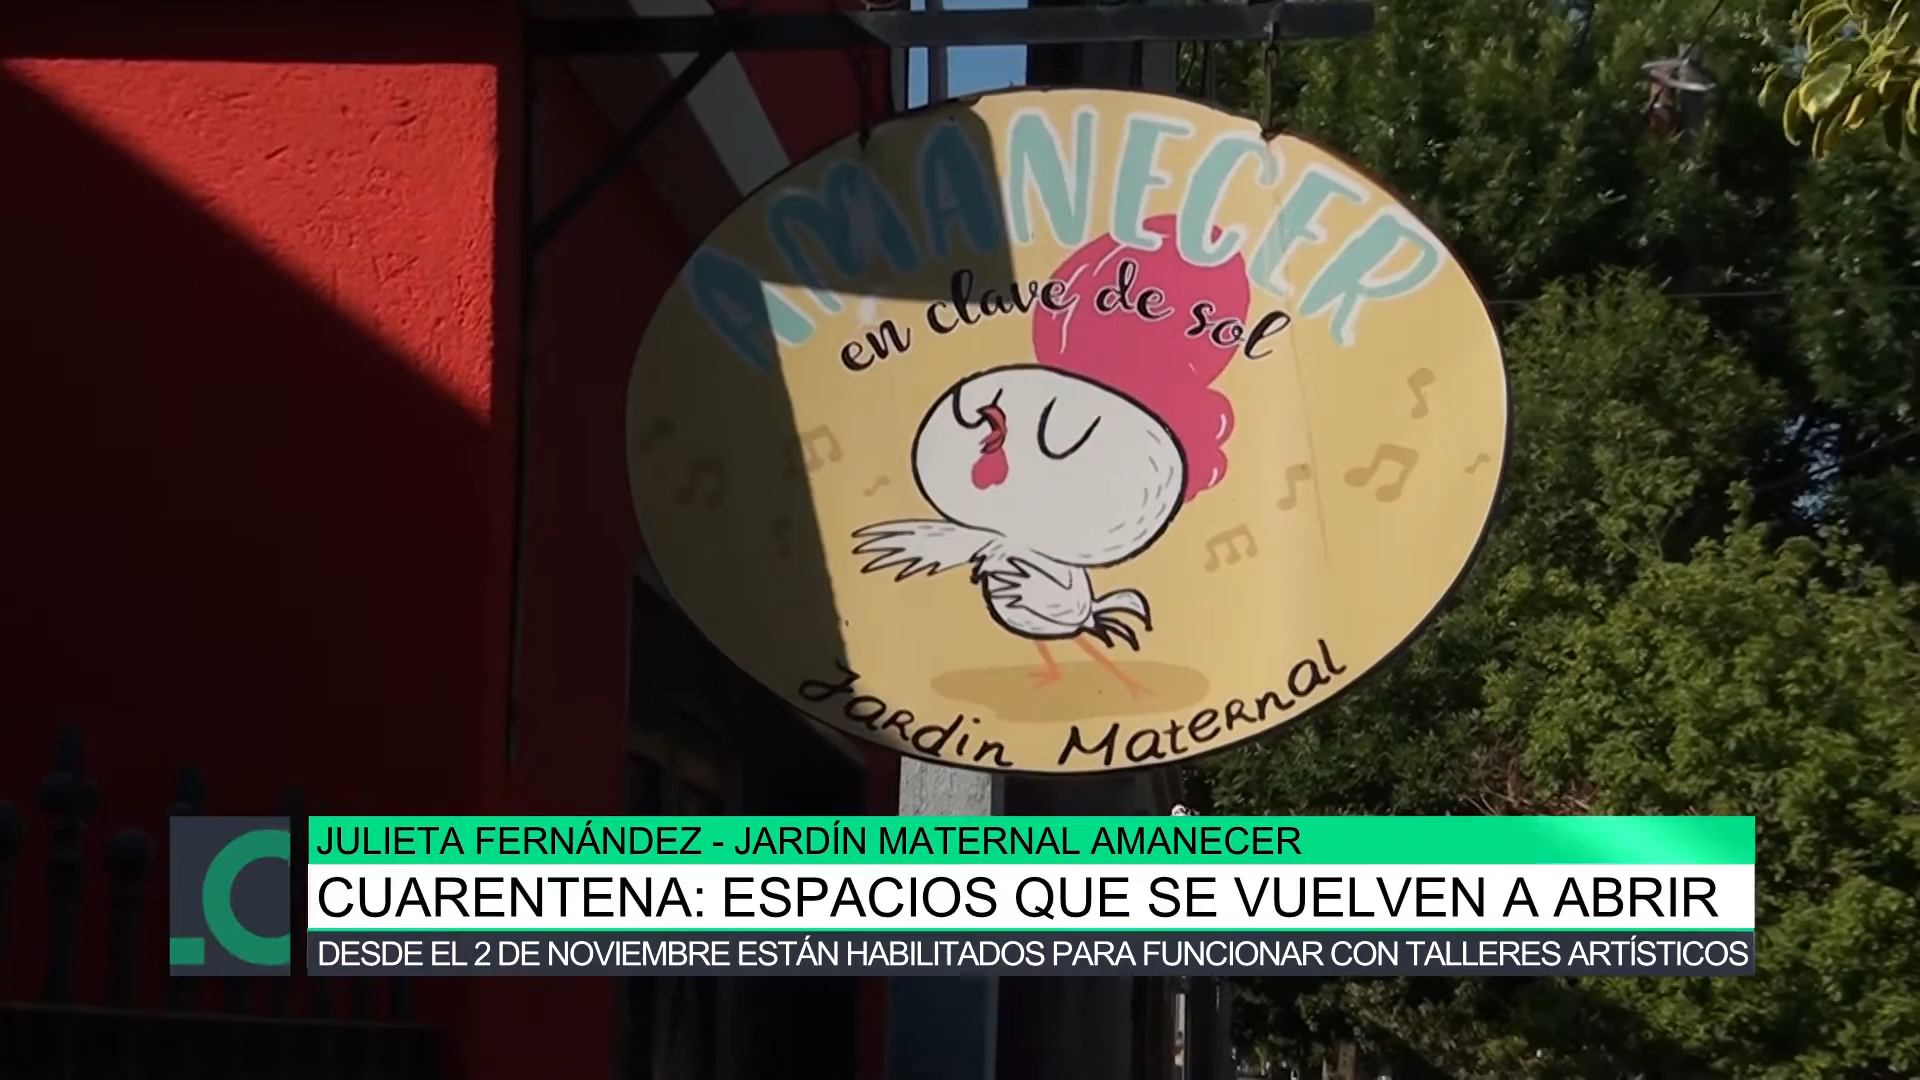 AMANECER
en clave de sol
Jardin Maternal
LC
JULIETA FERNÁNDEZ - JARDÍN MATERNAL AMANECER
CUARENTENA: ESPACIOS QUE SE VUELVEN A ABRIR
DESDE EL 2 DE NOVIEMBRE ESTÁN HABILITADOS PARA FUNCIONAR CON TALLERES ARTÍSTICOS